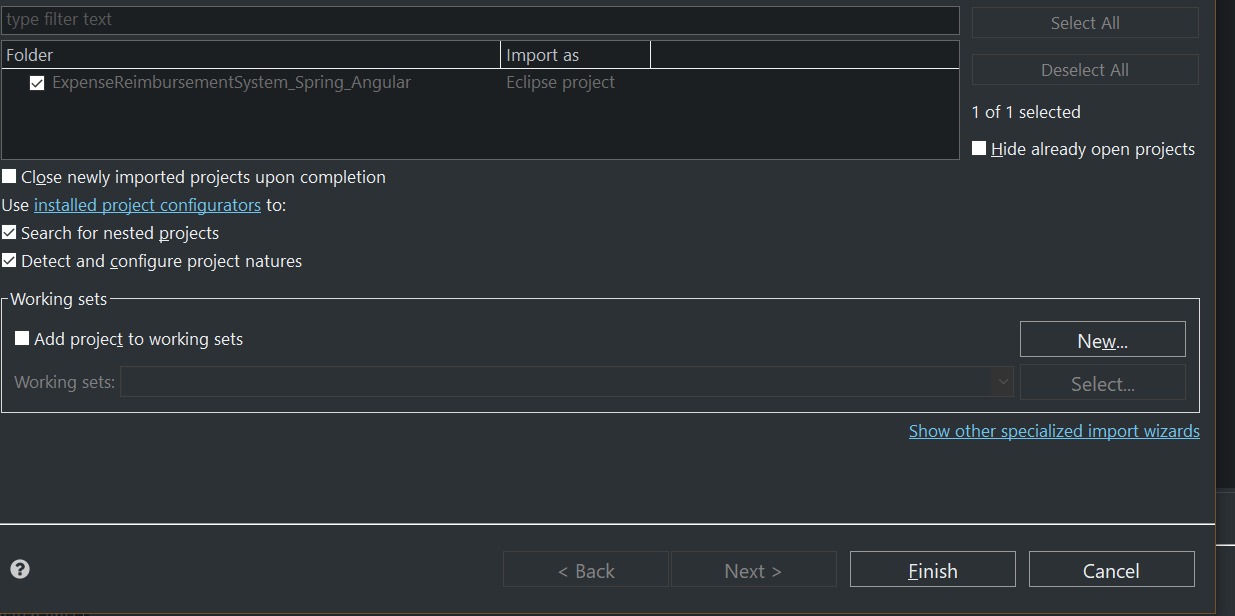 type filter text
Select All
Folder
Import as
ExpenseReimbursementSystem_Spring_Angular
Eclipse project
Deselect All
1 of 1 selected
Hide already open projects
Close newly imported projects upon completion
Use installed project configurators to:
Search for nested projects
Detect and configure project natures
Working sets
Add project to working sets
New...
Working sets:
Select...
Show other specialized import wizards
?
< Back
Next >
Finish
Cancel